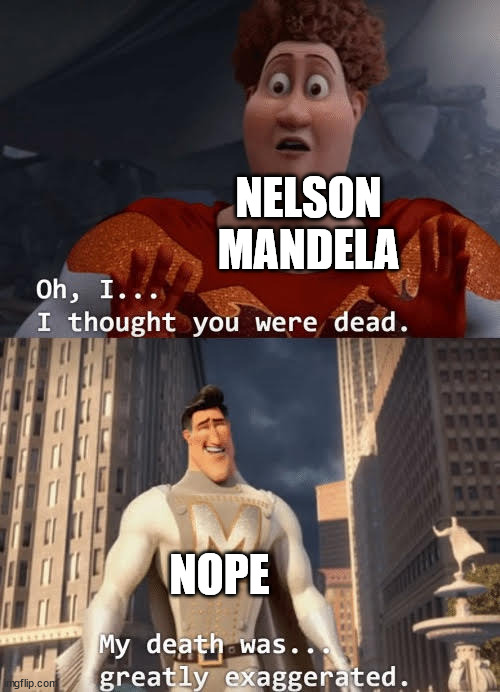 NELSON
MANDELA
Oh, I...
I thought you were dead.
M
NOPE
My death was...
greatly exaggerated.
imgflip.com